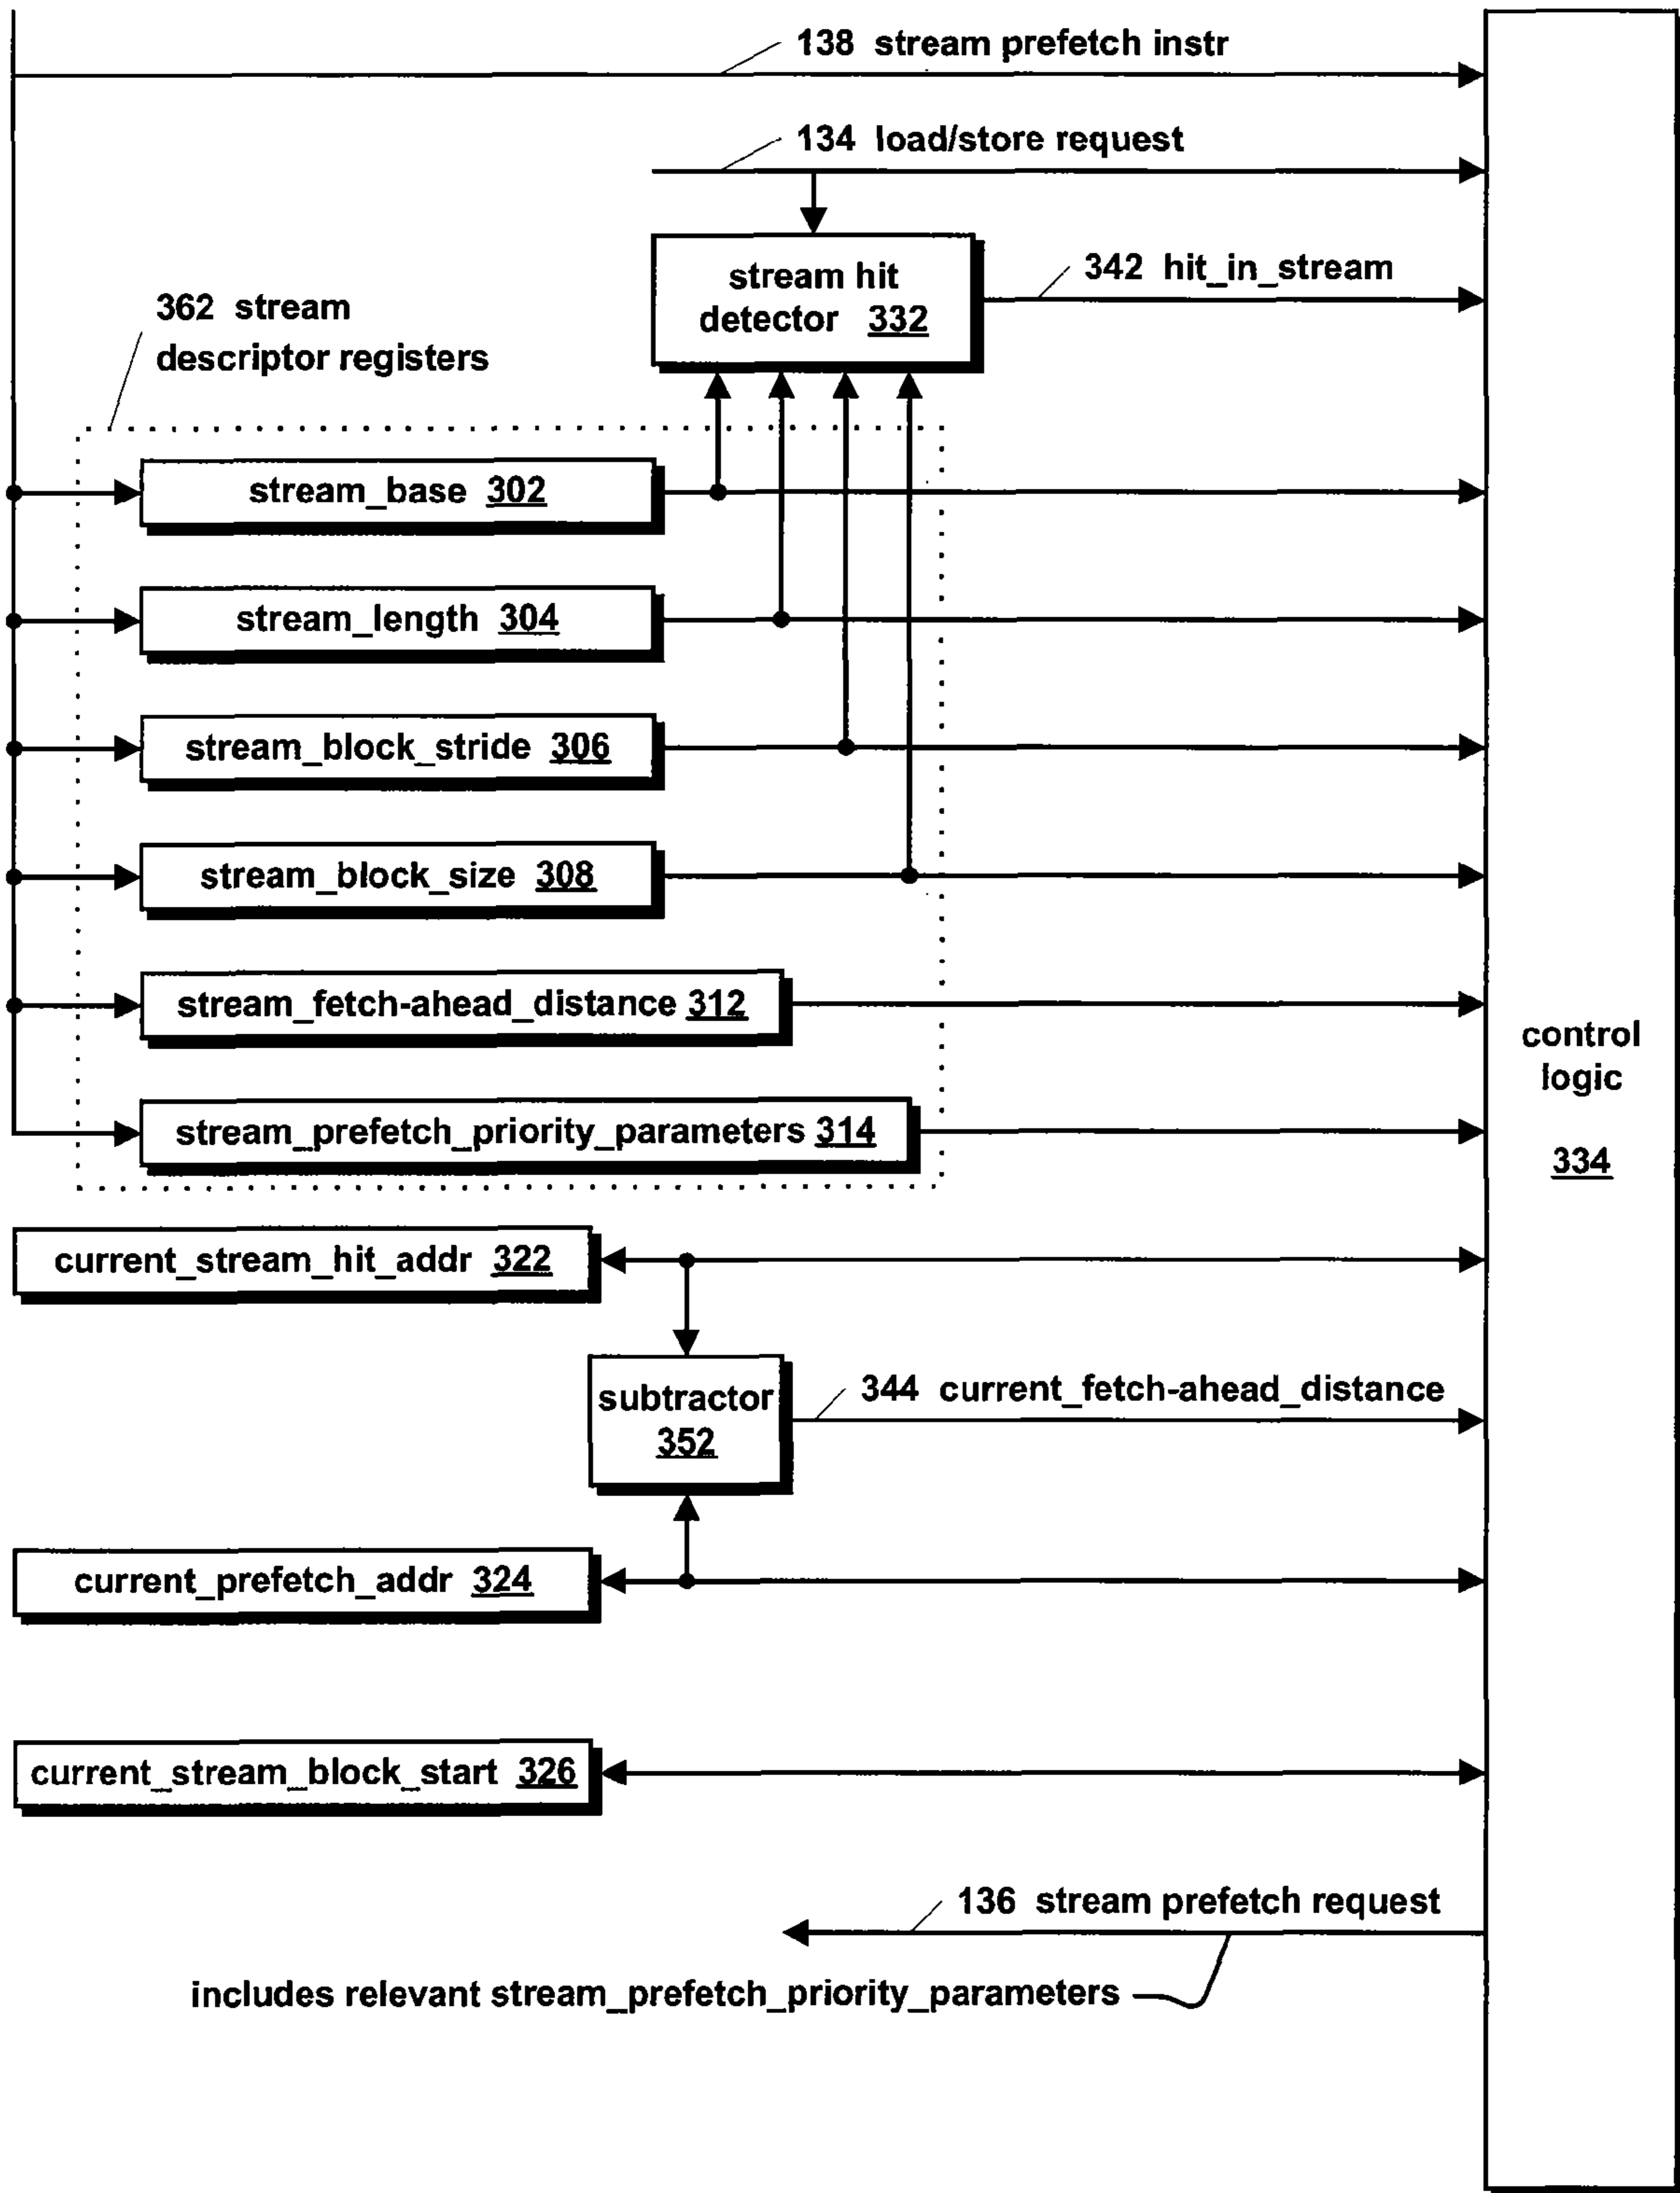 138 stream prefetch instr
134 load/store request
stream hit
detector 332
342 hit_in_stream
362 stream
descriptor registers
stream_base 302
stream_length 304
stream_block_stride 306
stream_block_size 308
stream_fetch-ahead_distance 312
stream_prefetch_priority_parameters 314
control
logic
334
current_stream_hit_addr 322
subtractor
352
344 current_fetch-ahead_distance
current_prefetch_addr 324
current_stream_block_start 326
136 stream prefetch request
includes relevant stream_prefetch_priority_parameters